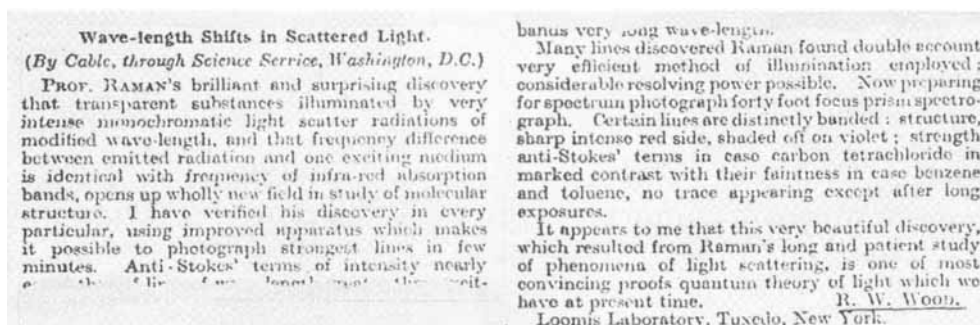 Wave-length Shifts in Scattered Light.
(By Cable, through Science Service, Washington, D.C.)
PROF. RAMAN'S brilliant and surprising discovery
that transparent substances illuminated by very
intense monochromatic light scatter radiations of
modified wave-length, and that frequency difference
between emitted radiation and one exciting medium
is identical with frequency of infra-red absorption
bands, opens up wholly new field in study of molecular
structure. I have verified his discovery in every
particular, using improved apparatus which makes
it possible to photograph strongest lines in few
minutes. Anti-Stokes' terms of intensity nearly
bands very long wave-length.
Many lines discovered Raman found double account
very efficient method of illumination employed ;
considerable resolving power possible. Now preparing
for spectrum photograph forty foot focus prism spectro-
graph. Certain lines are distinctly banded : structure,
sharp intense red side, shaded off on violet ; strength
anti-Stokes' terms in case carbon tetrachloride in
marked contrast with their faintness in case benzene
and toluene, no trace appearing except after long
exposures.
It appears to me that this very beautiful discovery,
which resulted from Raman's long and patient study
of phenomena of light scattering, is one of most
convincing proofs quantum theory of light which we
have at present time. R. W. WOOD.
Loomis Laboratory, Tuxedo, New York.